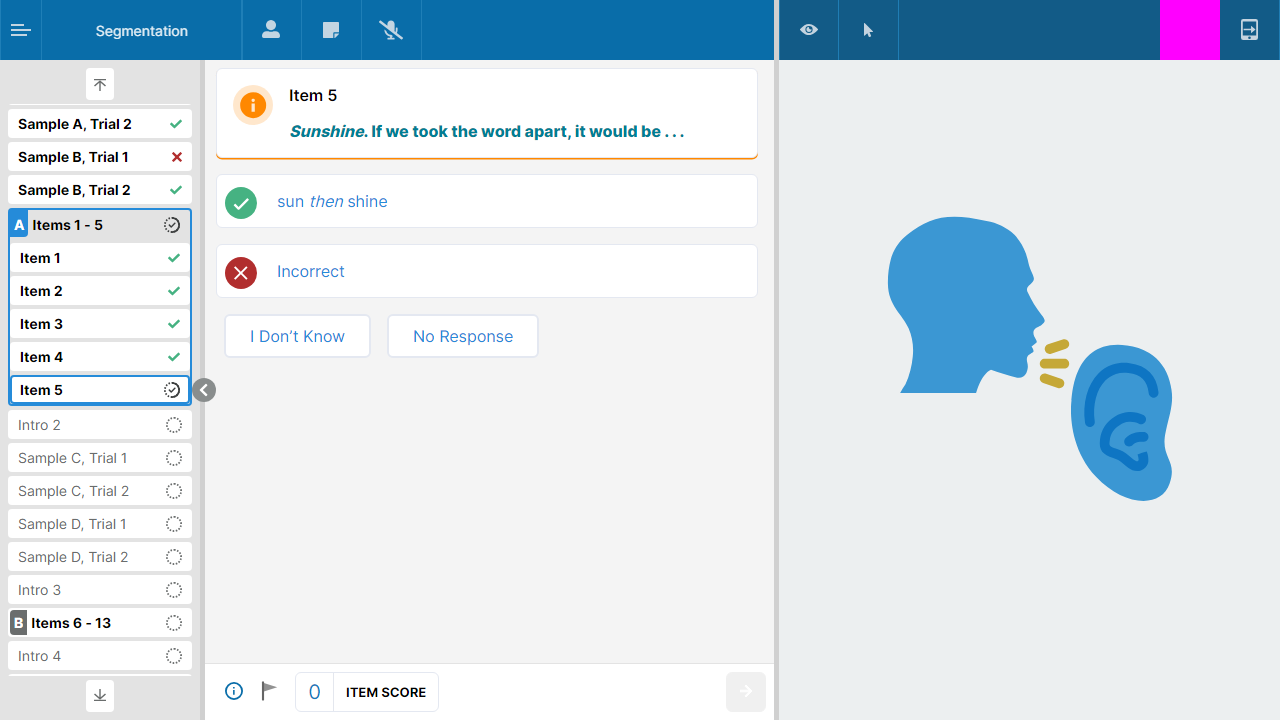 Segmentation
Sample A, Trial 2
Sample B, Trial 1
Sample B, Trial 2
A Items 1 - 5
Item 1
Item 2
Item 3
Item 4
Item 5
Intro 2
Sample C, Trial 1
Sample C, Trial 2
Sample D, Trial 1
Sample D, Trial 2
Intro 3
B Items 6 - 13
Intro 4
Item 5
Sunshine. If we took the word apart, it would be . . .
sun then shine
Incorrect
I Don’t Know
No Response
0 ITEM SCORE